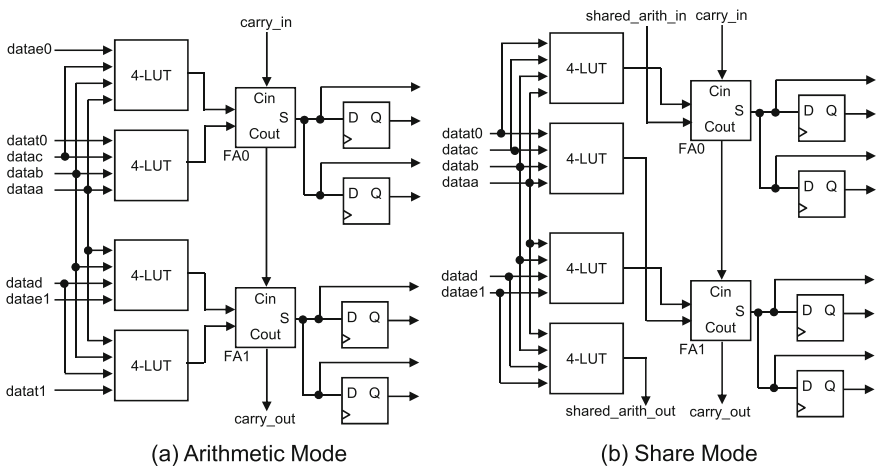 carry_in
datae0
4-LUT
Cin
S
Cout
D Q
FA0
datat0
datac
datab
dataa
4-LUT
D Q
4-LUT
datad
datae1
Cin
S
Cout
D Q
FA1
4-LUT
datat1
D Q
carry_out
(a) Arithmetic Mode
shared_arith_in
carry_in
4-LUT
Cin
S
Cout
D Q
FA0
datat0
datac
datab
dataa
4-LUT
D Q
4-LUT
datad
datae1
Cin
S
Cout
D Q
FA1
4-LUT
D Q
shared_arith_out
carry_out
(b) Share Mode